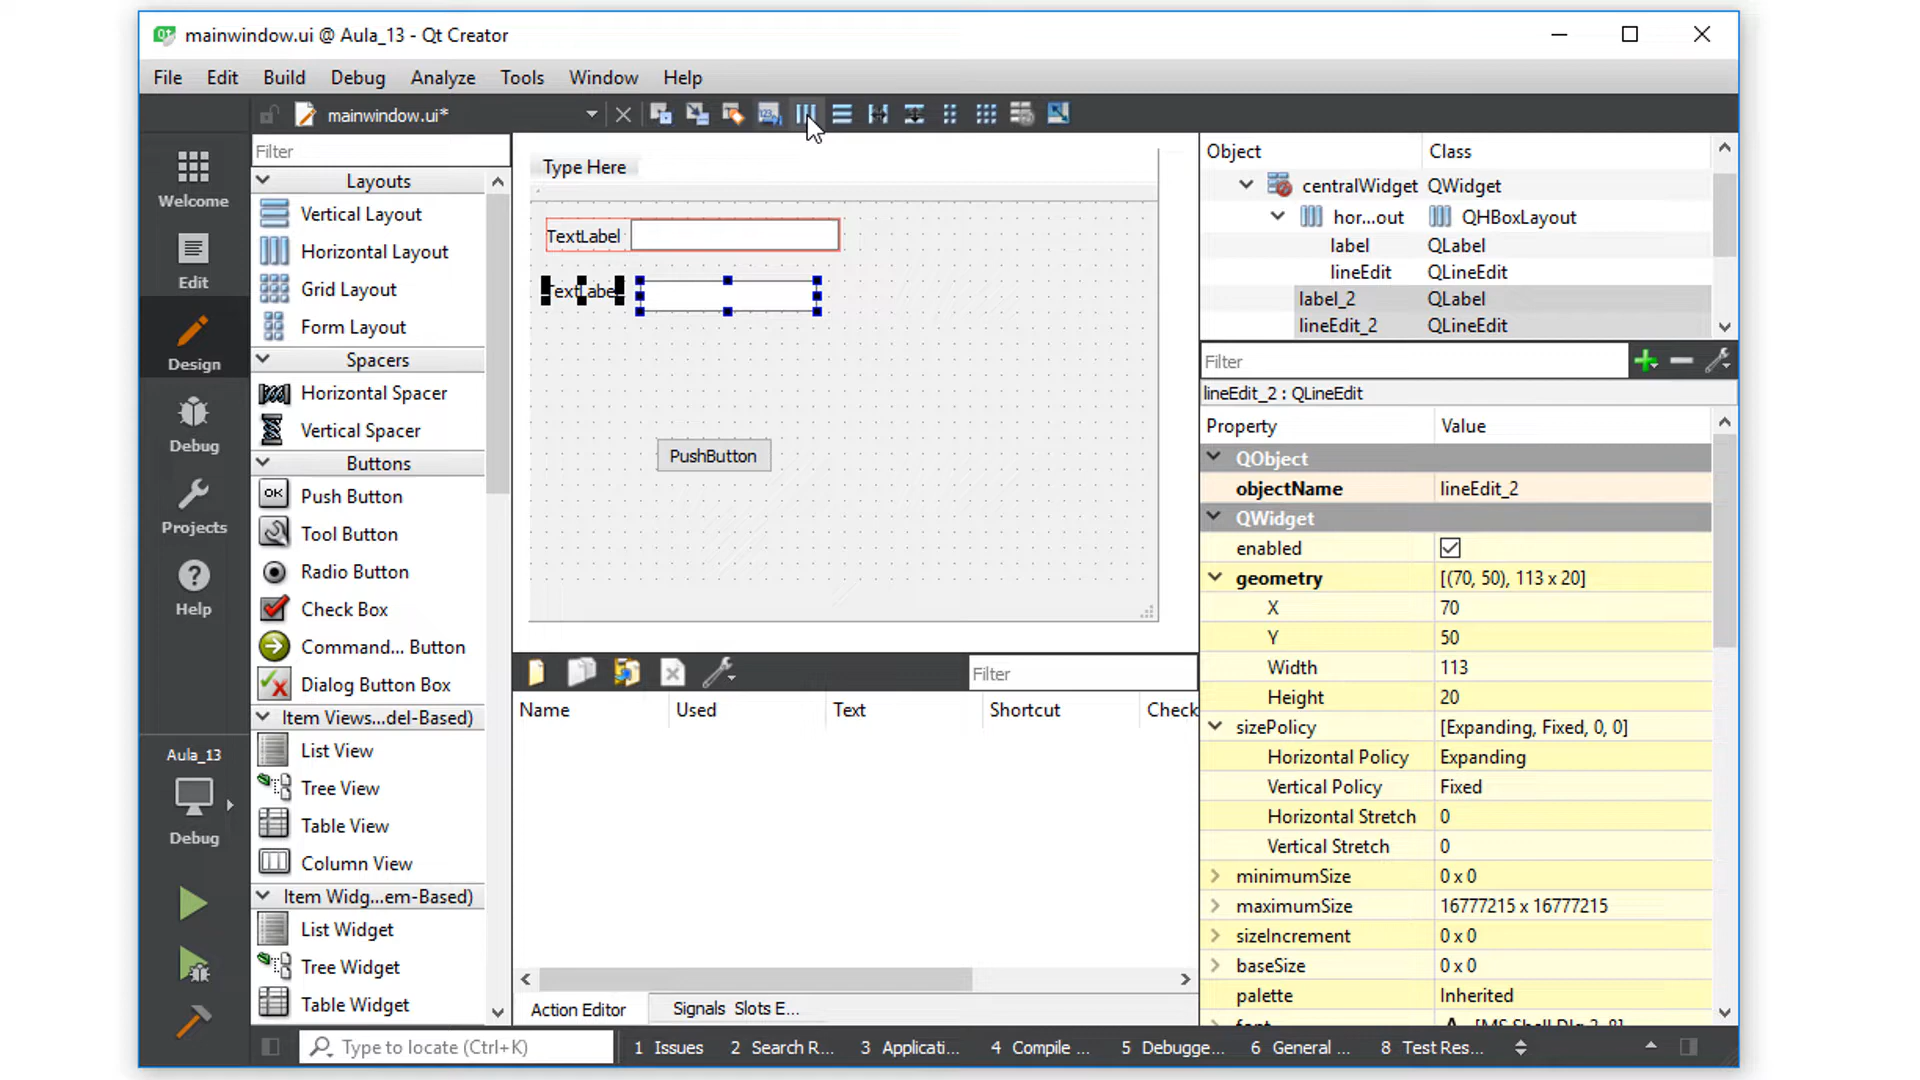 mainwindow.ui @ Aula_13 - Qt Creator
File Edit Build Debug Analyze Tools Window Help
mainwindow.ui*
Welcome
Edit
Design
Debug
Projects
Help
Aula_13
Debug
Filter
Layouts
Vertical Layout
Horizontal Layout
Grid Layout
Form Layout
Spacers
Horizontal Spacer
Vertical Spacer
Buttons
OK Push Button
Tool Button
Radio Button
Check Box
Command... Button
Dialog Button Box
Item Views...del-Based)
List View
Tree View
Table View
Column View
Item Widg...em-Based)
List Widget
Tree Widget
Table Widget
Type Here
TextLabel
TextLabel
PushButton
Filter
Name Used Text Shortcut Check
Action Editor Signals Slots E...
Object Class
centralWidget QWidget
hor...out QHBoxLayout
label QLabel
lineEdit QLineEdit
label_2 QLabel
lineEdit_2 QLineEdit
Filter
lineEdit_2 : QLineEdit
Property Value
QObject
objectName lineEdit_2
QWidget
enabled
geometry [(70, 50), 113 x 20]
X 70
Y 50
Width 113
Height 20
sizePolicy [Expanding, Fixed, 0, 0]
Horizontal Policy Expanding
Vertical Policy Fixed
Horizontal Stretch 0
Vertical Stretch 0
minimumSize 0 x 0
maximumSize 16777215 x 16777215
sizeIncrement 0 x 0
baseSize 0 x 0
palette Inherited
font A [MS Shell Dlg 2, 8]
Type to locate (Ctrl+K) 1 Issues 2 Search R... 3 Applicati... 4 Compile ... 5 Debugge... 6 General ... 8 Test Res...